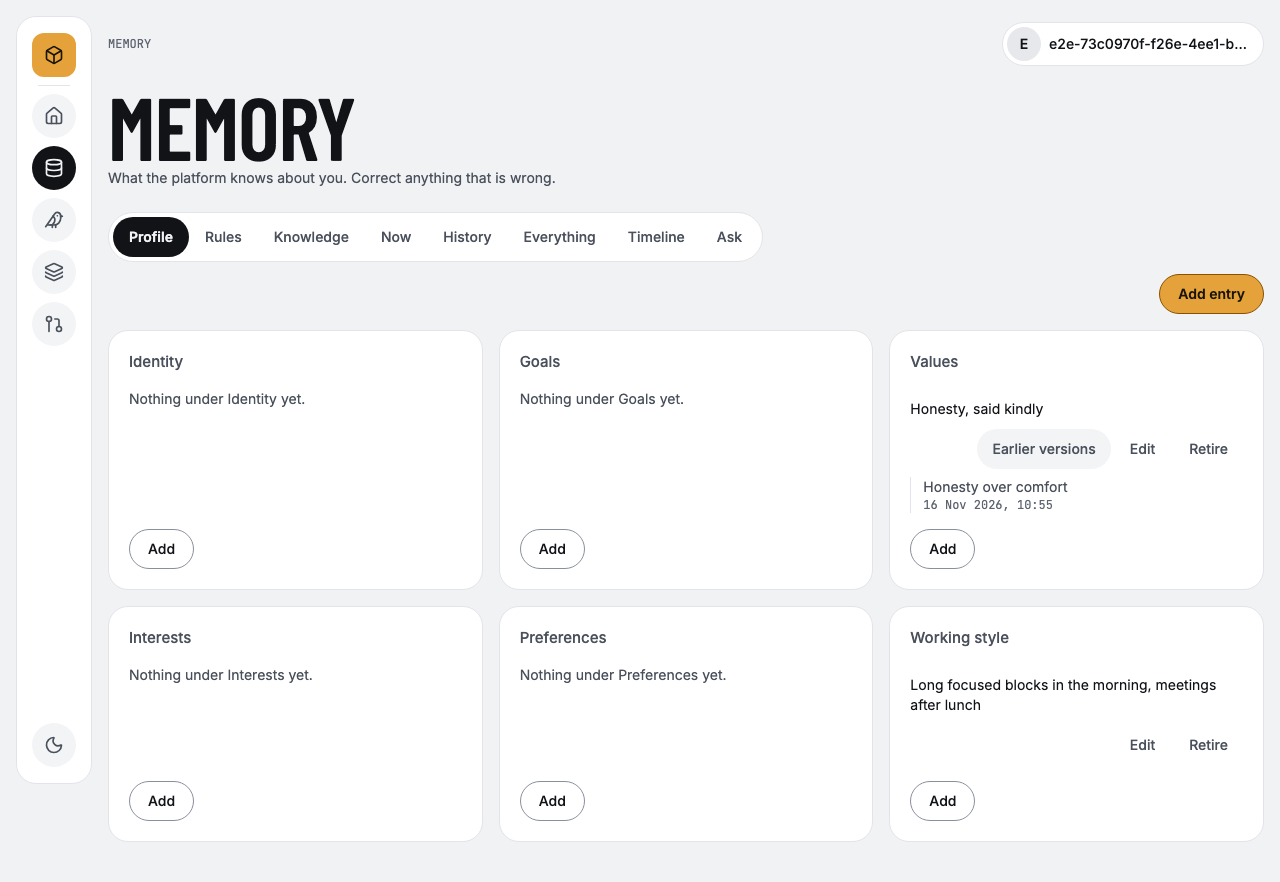 MEMORY
E e2e-73c0970f-f26e-4ee1-b...
MEMORY
What the platform knows about you. Correct anything that is wrong.
Profile Rules Knowledge Now History Everything Timeline Ask
Add entry
Identity
Nothing under Identity yet.
Add
Goals
Nothing under Goals yet.
Add
Values
Honesty, said kindly
Earlier versions Edit Retire
Honesty over comfort
16 Nov 2026, 10:55
Add
Interests
Nothing under Interests yet.
Add
Preferences
Nothing under Preferences yet.
Add
Working style
Long focused blocks in the morning, meetings
after lunch
Edit Retire
Add